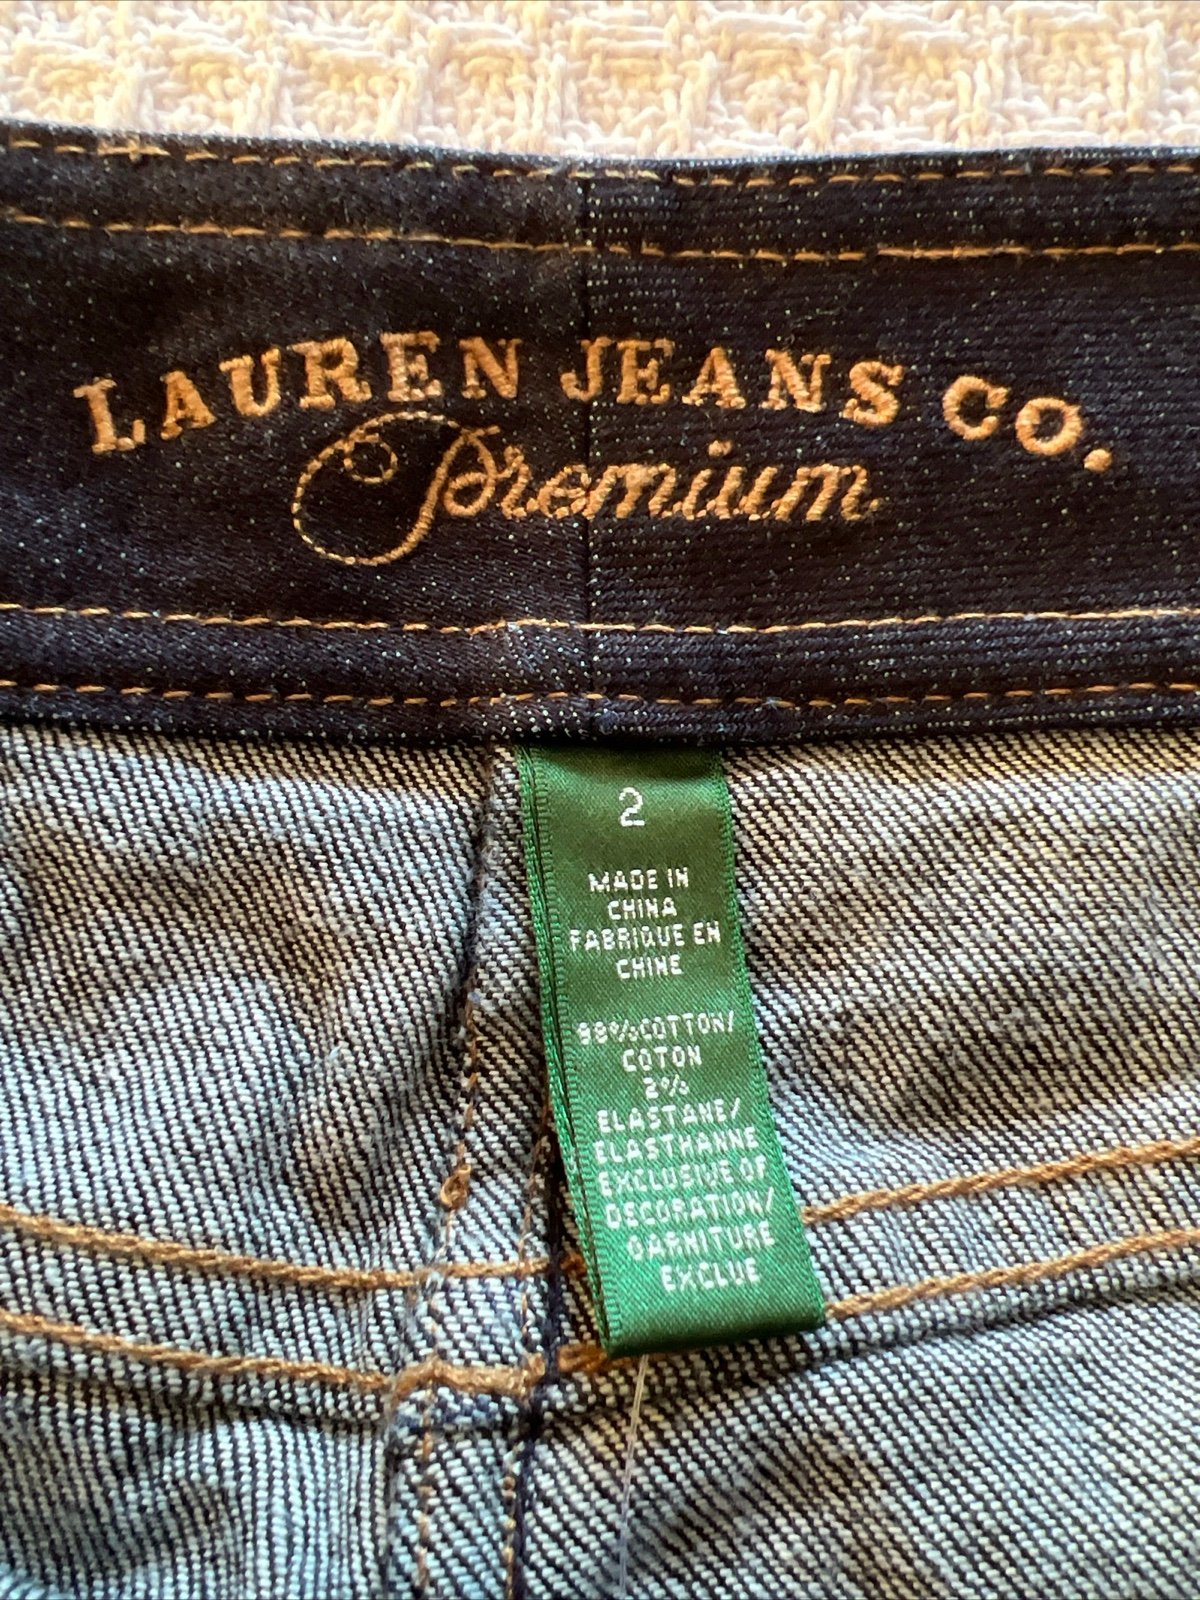 LAUREN JEANS CO.
Premium
2
MADE IN
CHINA
FABRIQUE EN
CHINE
98%COTTON/
COTON
2%
ELASTANE/
ELASTHANNE
EXCLUSIVE OF
DECORATION/
GARNITURE
EXCLUE